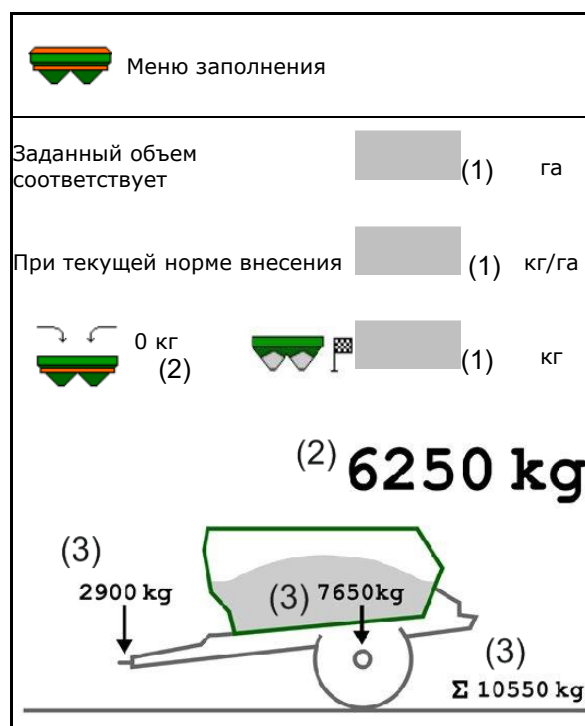 Меню заполнения
Заданный объем
соответствует
(1) га
При текущей норме внесения (1) кг/га
0 кг
(2)
(1) кг
(2) 6250 kg
(3)
2900 kg
(3) 7650kg
(3)
Σ 10550 kg